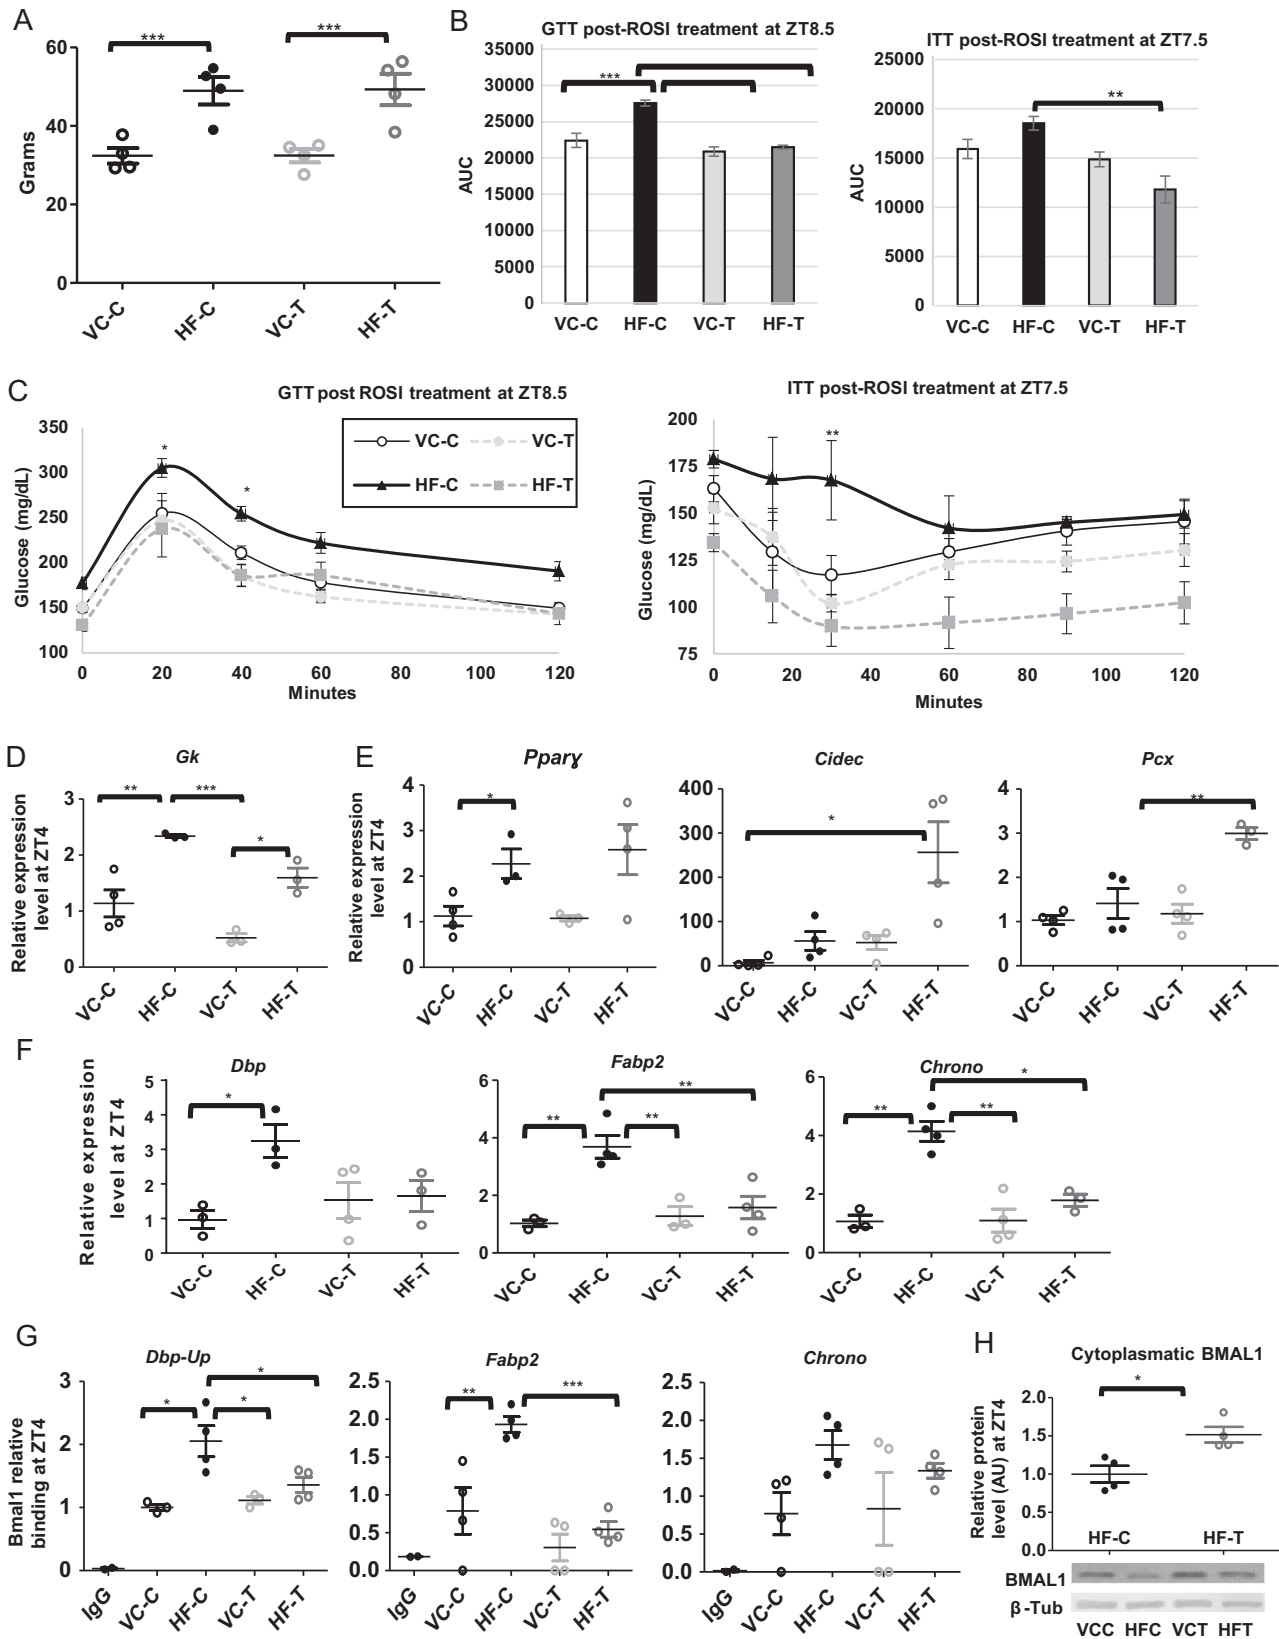 A
***
***
60
40
20
0
Grams
VC-C
HF-C
VC-T
HF-T
B
GTT post-ROSI treatment at ZT8.5
35000
30000
25000
20000
15000
10000
5000
0
AUC
***
VC-C HF-C VC-T HF-T
ITT post-ROSI treatment at ZT7.5
25000
20000
15000
10000
5000
0
AUC
**
VC-C HF-C VC-T HF-T
C
GTT post ROSI treatment at ZT8.5
350
300
250
200
150
100
Glucose (mg/dL)
*
*
VC-C VC-T
HF-C HF-T
0 20 40 60 80 100 120
Minutes
ITT post-ROSI treatment at ZT7.5
200
175
150
125
100
75
Glucose (mg/dL)
**
0 20 40 60 80 100 120
Minutes
D
Gk
Relative expression
level at ZT4
3
2
1
0
** ***
*
VC-C
HF-C
VC-T
HF-T
E
Pparɣ
Relative expression
level at ZT4
4
3
2
1
0
*
VC-C
HF-C
VC-T
HF-T
Cidec
400
300
200
100
0
*
VC-C
HF-C
VC-T
HF-T
Pcx
4
3
2
1
0
**
VC-C
HF-C
VC-T
HF-T
F
Dbp
Relative expression
level at ZT4
5
4
3
2
1
0
*
VC-C
HF-C
VC-T
HF-T
Fabp2
6
4
2
0
**
** **
VC-C
HF-C
VC-T
HF-T
Chrono
6
4
2
0
*
** **
VC-C
HF-C
VC-T
HF-T
G
Dbp-Up
Bmal1 relative
binding at ZT4
3
2
1
0
*
* *
IgG
VC-C
HF-C
VC-T
HF-T
Fabp2
2.5
2.0
1.5
1.0
0.5
0.0
** ***
IgG
VC-C
HF-C
VC-T
HF-T
Chrono
2.5
2.0
1.5
1.0
0.5
0.0
IgG
VC-C
HF-C
VC-T
HF-T
H
Cytoplasmatic BMAL1
Relative protein
level (AU) at ZT4
*
2.0
1.5
1.0
0.5
0.0
HF-C HF-T
BMAL1
β-Tub
VCC HFC VCT HFT